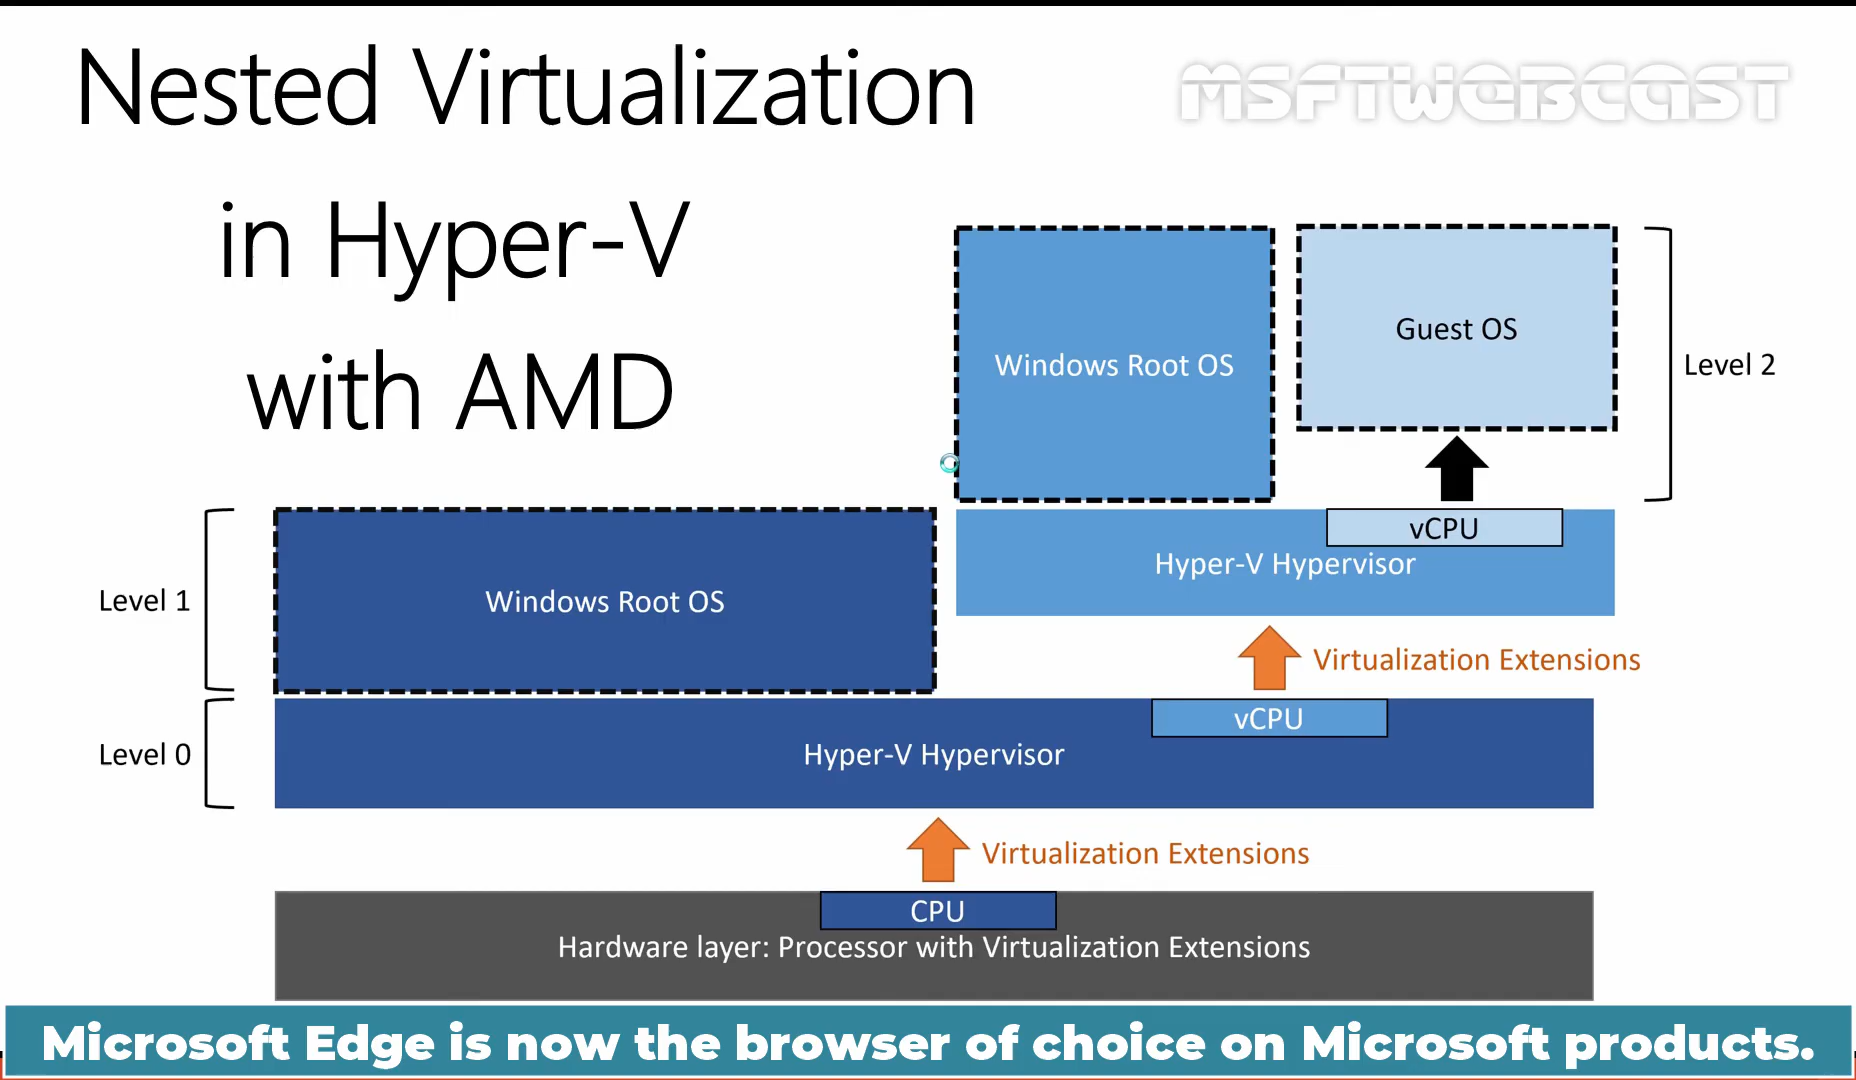 Nested Virtualization
in Hyper-V
with AMD
MSFTWEBCAST
Windows Root OS
Guest OS
Level 2
vCPU
Hyper-V Hypervisor
Level 1
Windows Root OS
Virtualization Extensions
vCPU
Level 0
Hyper-V Hypervisor
Virtualization Extensions
CPU
Hardware layer: Processor with Virtualization Extensions
Microsoft Edge is now the browser of choice on Microsoft products.